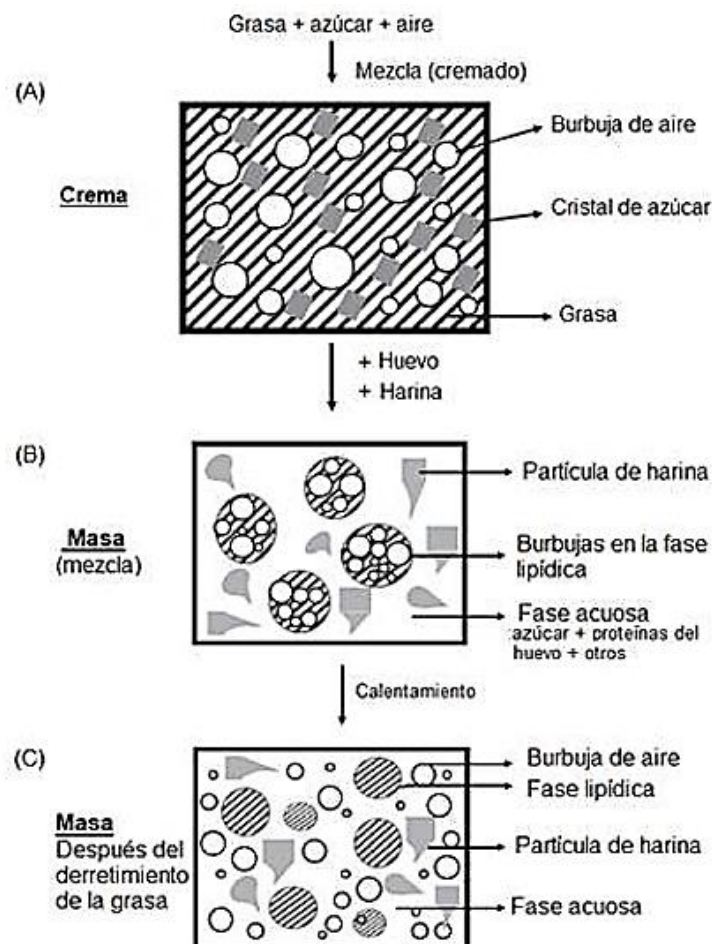 Grasa + azúcar + aire
Mezcla (cremado)
(A)
Burbuja de aire
Crema
Cristal de azúcar
Grasa
+ Huevo
+ Harina
(B)
Partícula de harina
Masa
(mezcla)
Burbujas en la fase
lipídica
Fase acuosa
azúcar + proteínas del
huevo + otros
Calentamiento
(C)
Burbuja de aire
Fase lipídica
Masa
Después del
derretimiento
de la grasa
Partícula de harina
Fase acuosa